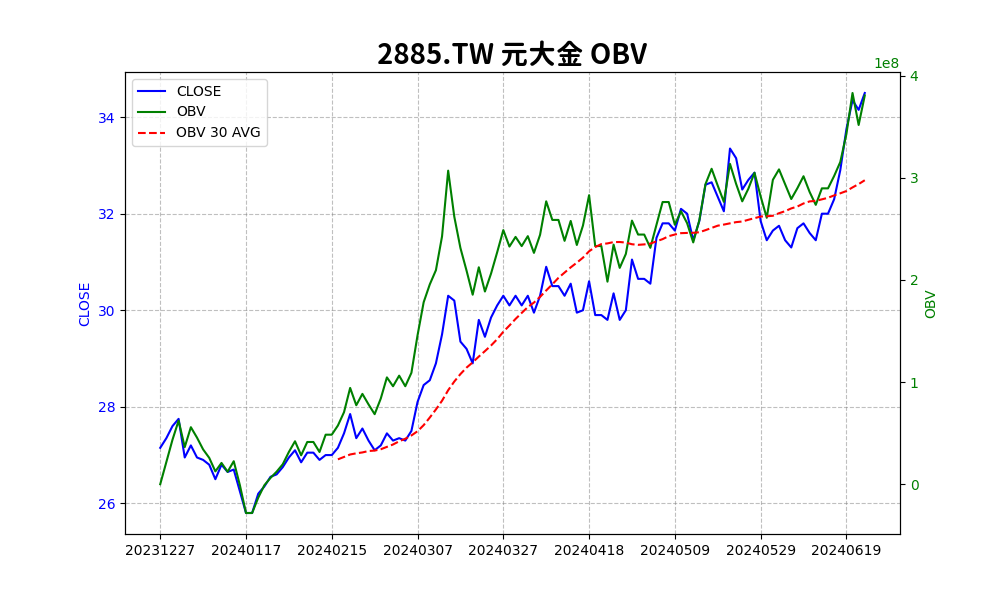 2885.TW 元大金 OBV
1e8
CLOSE
OBV
OBV 30 AVG
34
32
30
28
26
CLOSE
4
3
2
1
0
OBV
20231227 20240117 20240215 20240307 20240327 20240418 20240509 20240529 20240619